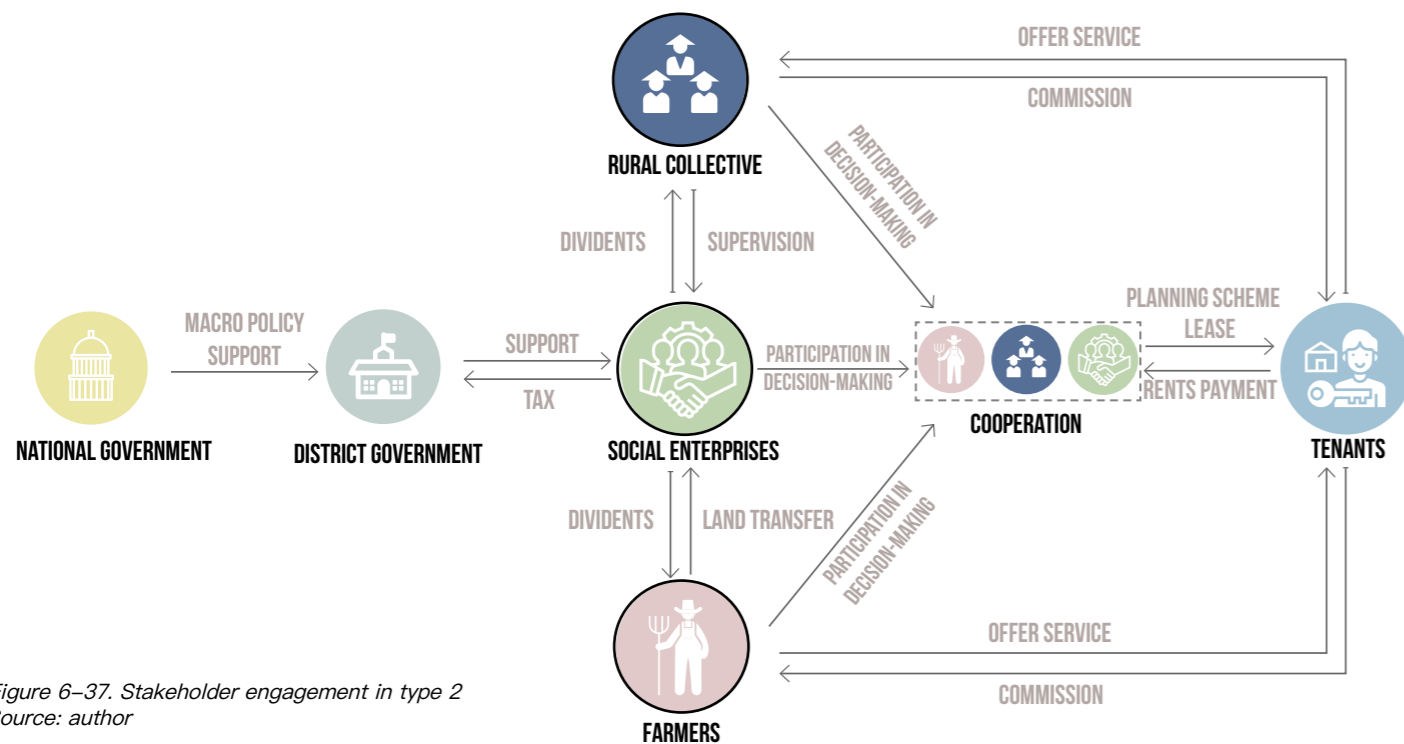 OFFER SERVICE
COMMISSION
RURAL COLLECTIVE
PARTICIPATION IN
DECISION-MAKING
DIVIDENTS
SUPERVISION
MACRO POLICY
SUPPORT
NATIONAL GOVERNMENT
DISTRICT GOVERNMENT
SUPPORT
TAX
SOCIAL ENTERPRISES
PARTICIPATION IN
DECISION-MAKING
COOPERATION
PLANNING SCHEME
LEASE
RENTS PAYMENT
TENANTS
DIVIDENTS
LAND TRANSFER
PARTICIPATION IN
DECISION-MAKING
OFFER SERVICE
COMMISSION
FARMERS
igure 6–37. Stakeholder engagement in type 2
ource: author